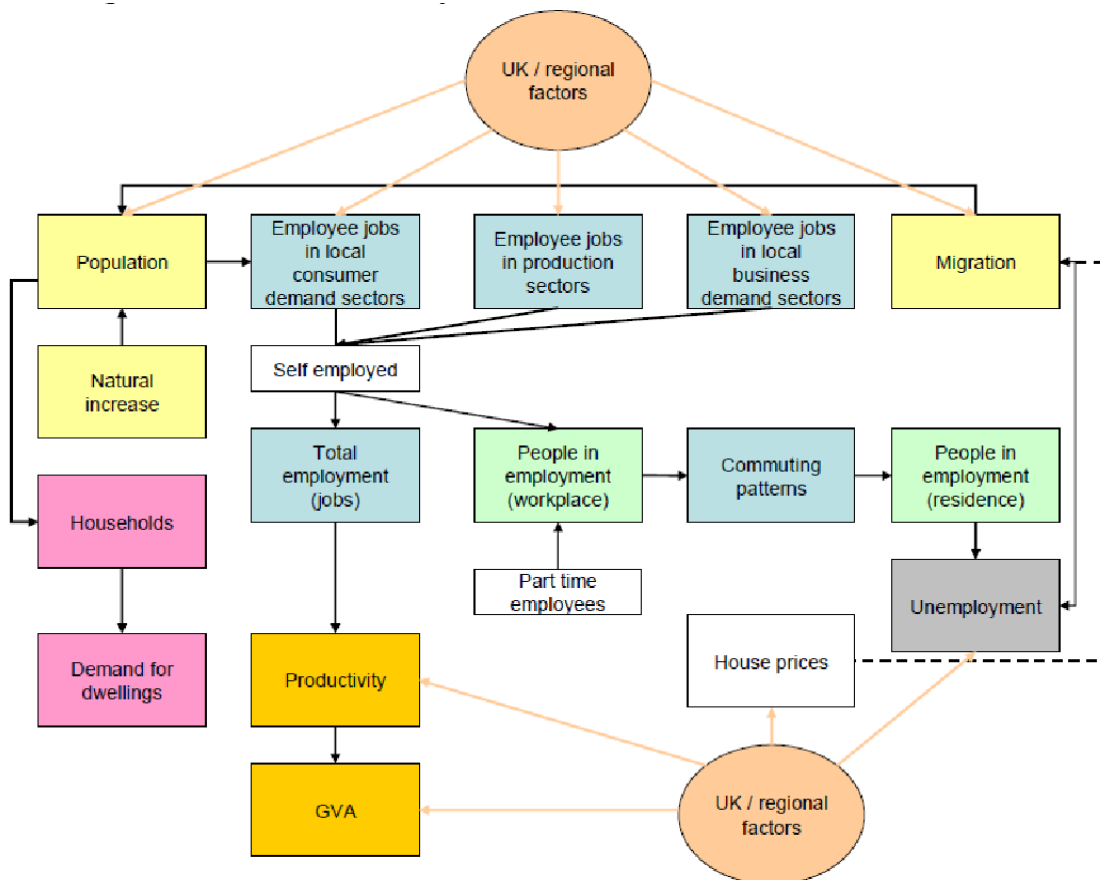 UK / regional
factors
Population
Employee jobs
in local
consumer
demand sectors
Employee jobs
in production
sectors
Employee jobs
in local
business
demand sectors
Migration
Natural
increase
Self employed
Total
employment
(jobs)
People in
employment
(workplace)
Commuting
patterns
People in
employment
(residence)
Households
Part time
employees
Unemployment
Demand for
dwellings
Productivity
House prices
GVA
UK / regional
factors